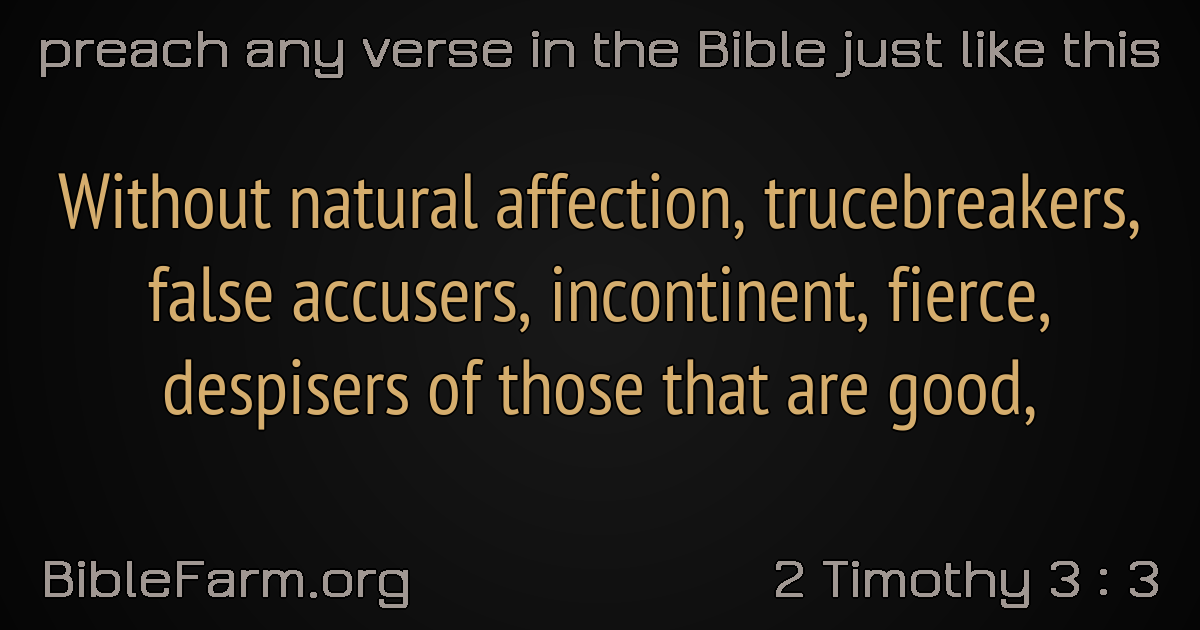 preach any verse in the Bible just like this
Without natural affection, trucebreakers,
false accusers, incontinent, fierce,
despisers of those that are good,
BibleFarm.org
2 Timothy 3 : 3